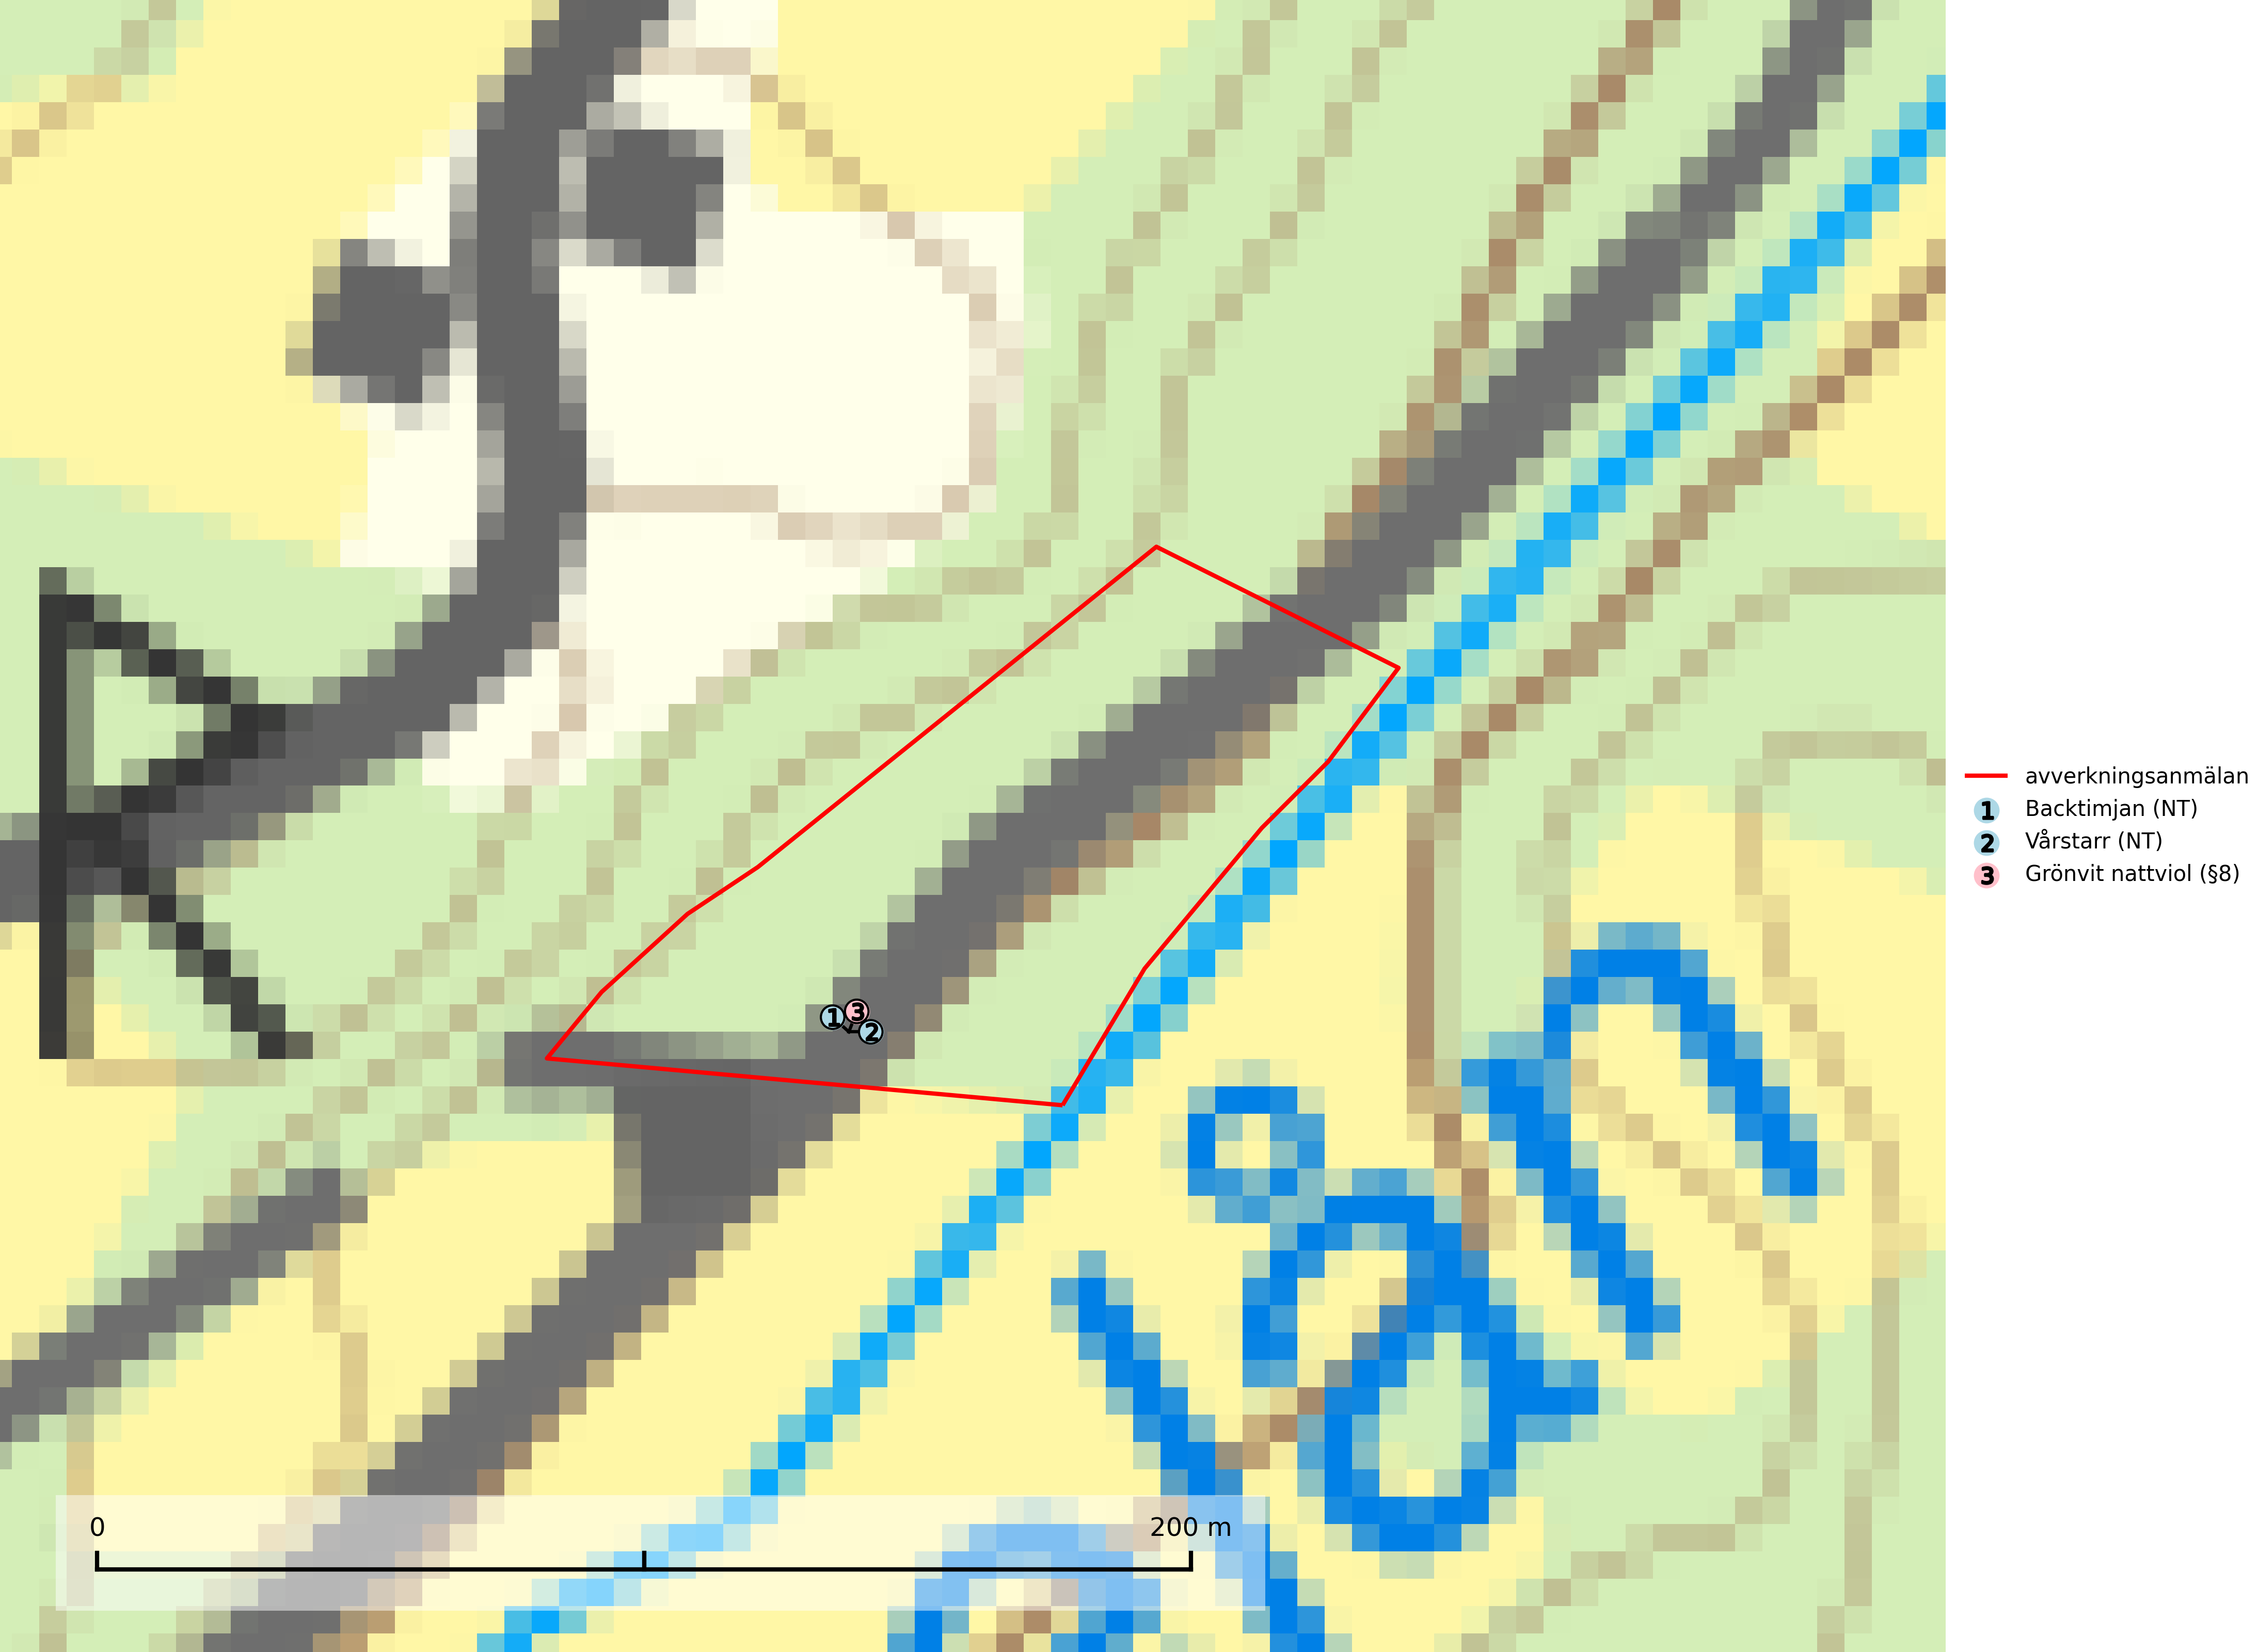 avverkningsanmälan
1 Backtimjan (NT)
2 Vårstarr (NT)
3 Grönvit nattviol (§8)
1 3 2
0 200 m